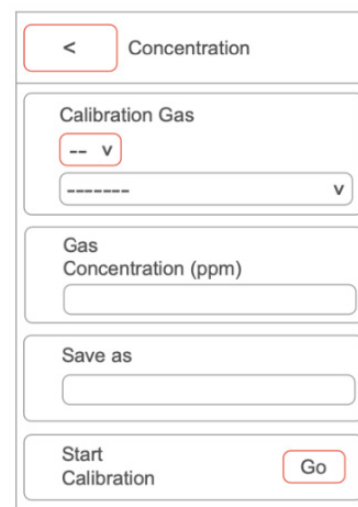 < Concentration
Calibration Gas
-- v
------- v
Gas
Concentration (ppm)
Save as
Start
Calibration
Go